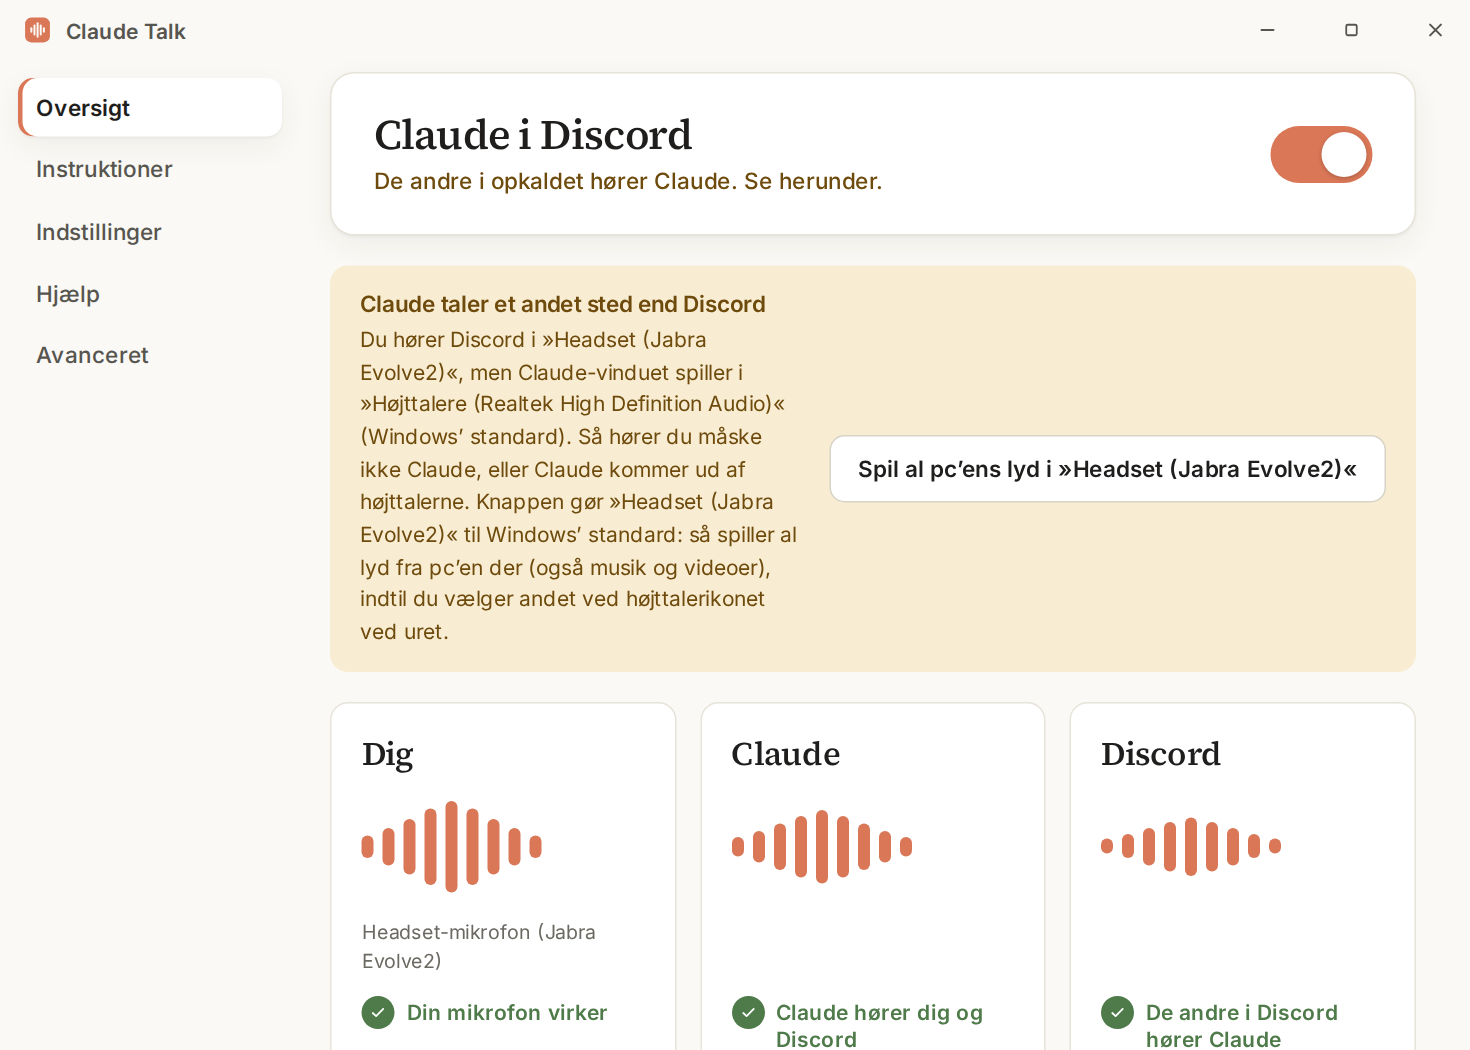 Claude Talk
Oversigt
Instruktioner
Indstillinger
Hjælp
Avanceret
Claude i Discord
De andre i opkaldet hører Claude. Se herunder.
Claude taler et andet sted end Discord
Du hører Discord i »Headset (Jabra
Evolve2)«, men Claude-vinduet spiller i
»Højttalere (Realtek High Definition Audio)«
(Windows’ standard). Så hører du måske
ikke Claude, eller Claude kommer ud af
højttalerne. Knappen gør »Headset (Jabra
Evolve2)« til Windows’ standard: så spiller al
lyd fra pc’en der (også musik og videoer),
indtil du vælger andet ved højttalerikonet
ved uret.
Spil al pc’ens lyd i »Headset (Jabra Evolve2)«
Dig
Headset-mikrofon (Jabra
Evolve2)
Din mikrofon virker
Claude
Claude hører dig og
Discord
Discord
De andre i Discord
hører Claude